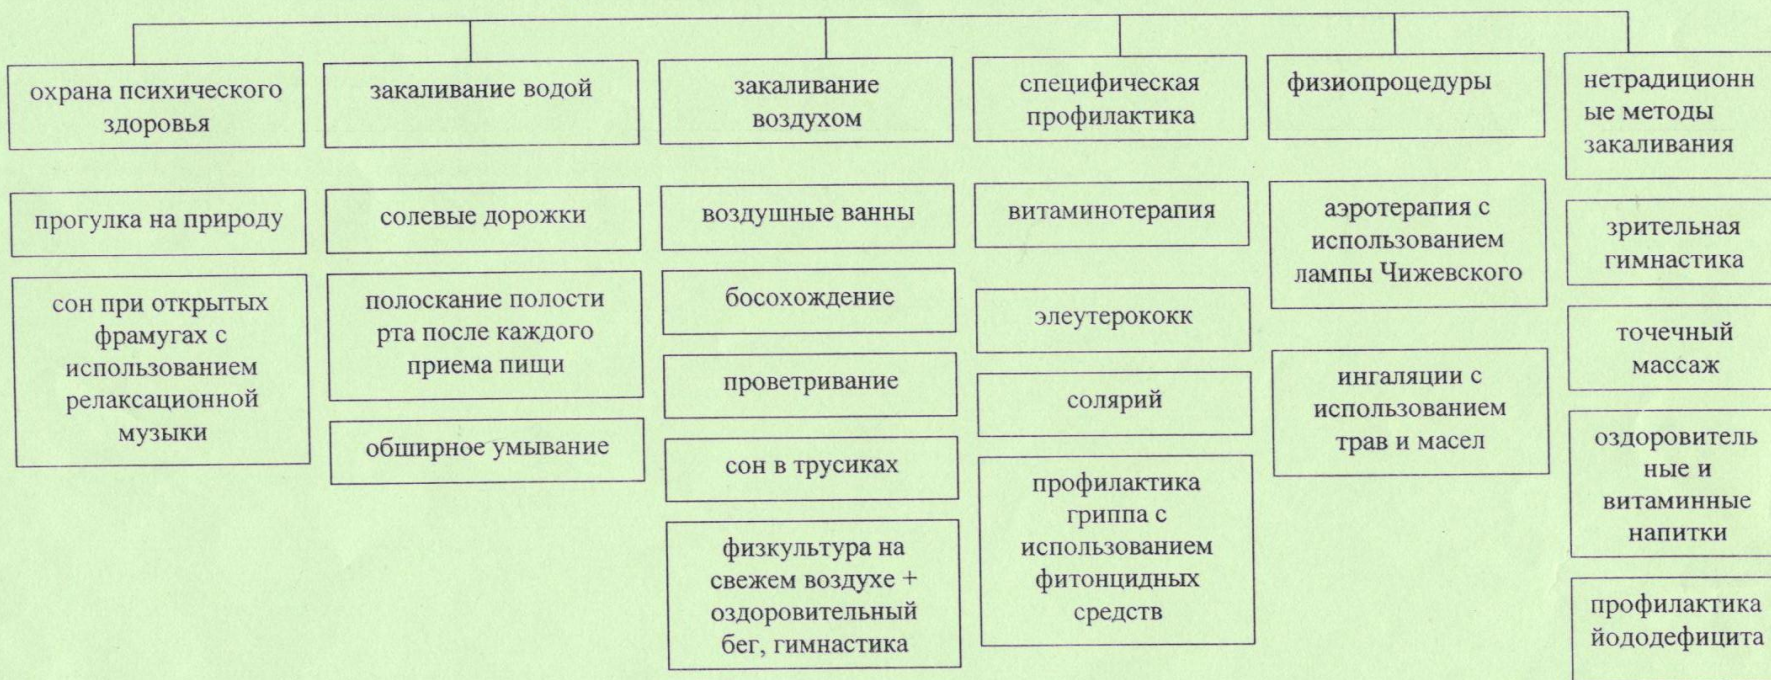 охрана психического
здоровья
прогулка на природу
сон при открытых
фрамугах с
использованием
релаксационной
музыки
закаливание водой
солевые дорожки
полоскание полости
рта после каждого
приема пищи
обширное умывание
закаливание
воздухом
воздушные ванны
босохождение
проветривание
сон в трусиках
физкультура на
свежем воздухе +
оздоровительный
бег, гимнастика
специфическая
профилактика
витаминотерапия
элеутерококк
солярий
профилактика
гриппа с
использованием
фитонцидных
средств
физиопроцедуры
аэротерапия с
использованием
лампы Чижевского
ингаляции с
использованием
трав и масел
нетрадиционн
ые методы
закаливания
зрительная
гимнастика
точечный
массаж
оздоровитель
ные и
витаминные
напитки
профилактика
йододефицита